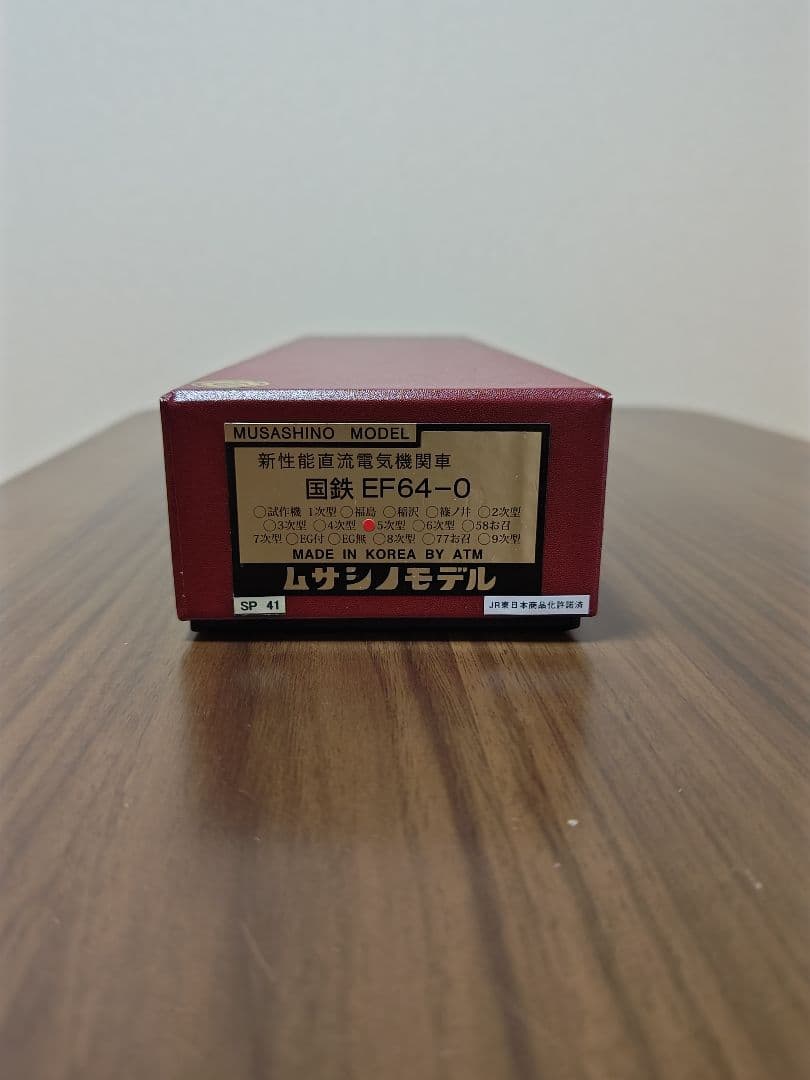 MUSASHINO MODEL
新性能直流電気機関車
国鉄 EF64-0
○試作機 1次型 ○福島 ○稲沢 ○篠ノ井 ○2次型
○3次型 ○4次型 ●5次型 ○6次型 ○58お召
7次型 ○EG付 ○EG無 ○8次型 ○77お召 ○9次型
MADE IN KOREA BY ATM
ムサシノモデル
SP 41
JR東日本商品化許諾済